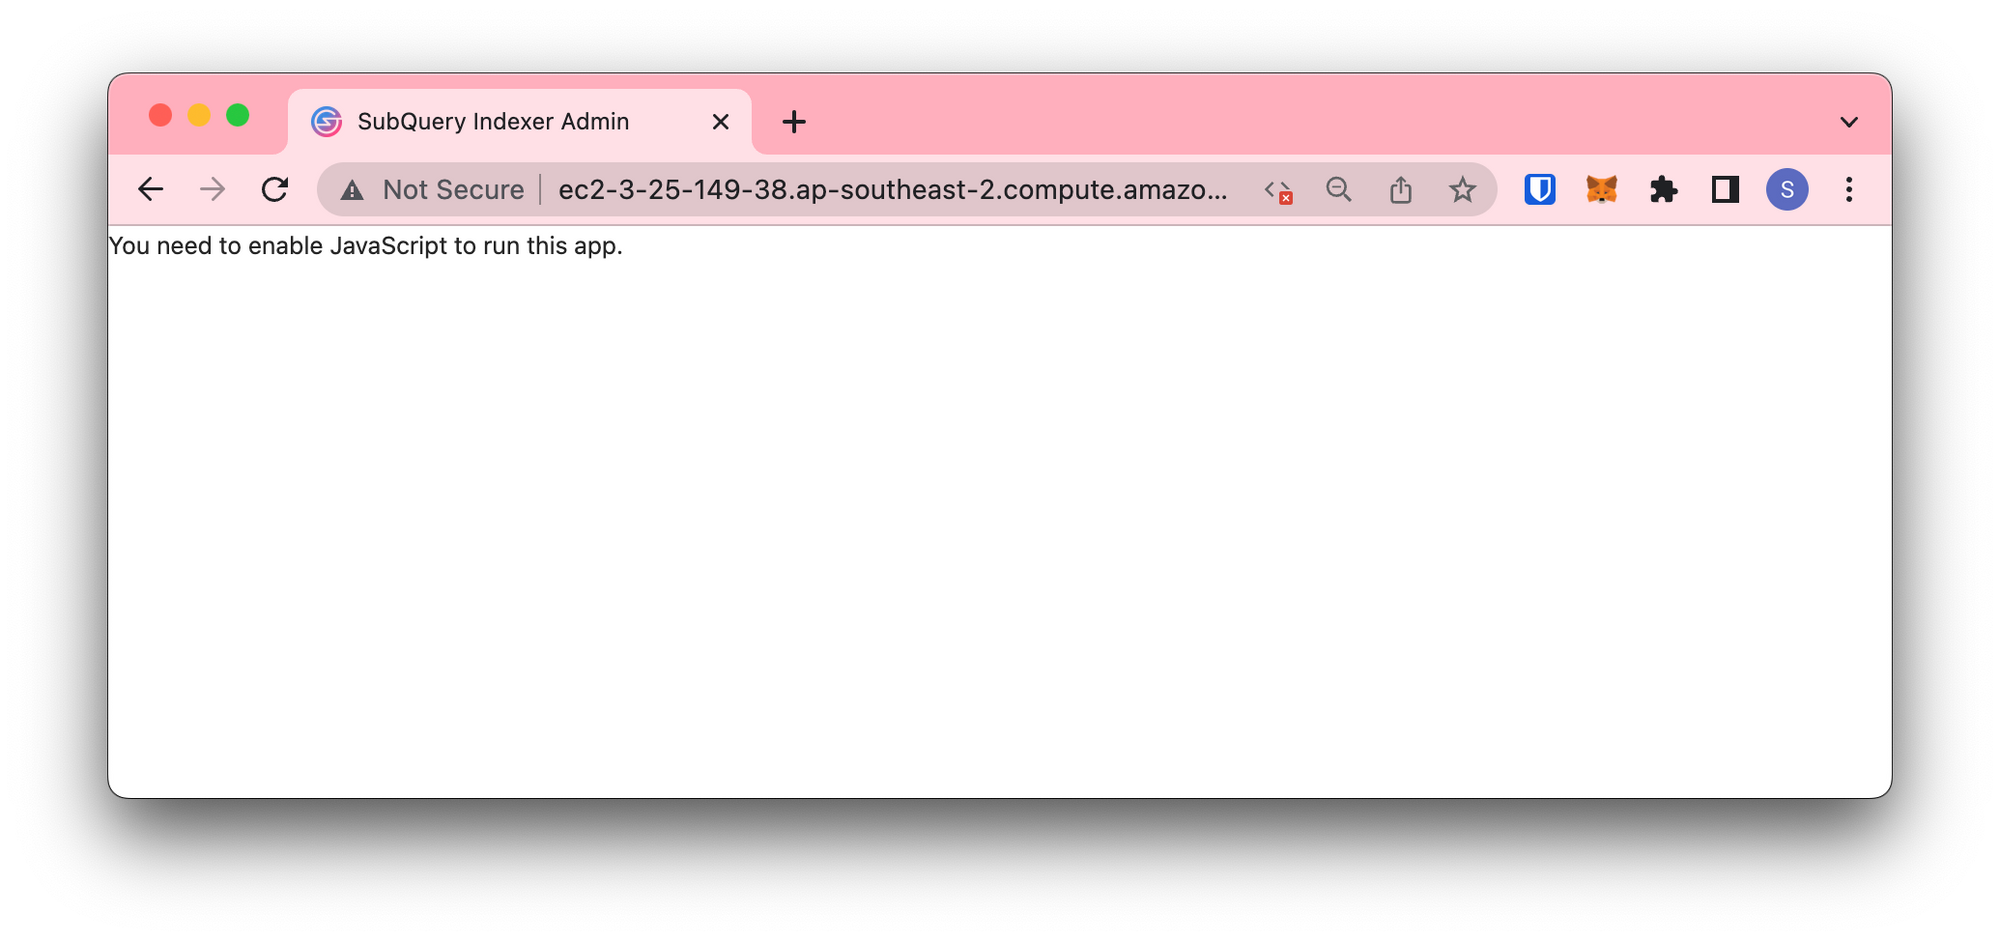 SubQuery Indexer Admin
Not Secure ec2-3-25-149-38.ap-southeast-2.compute.amazo...
S
You need to enable JavaScript to run this app.